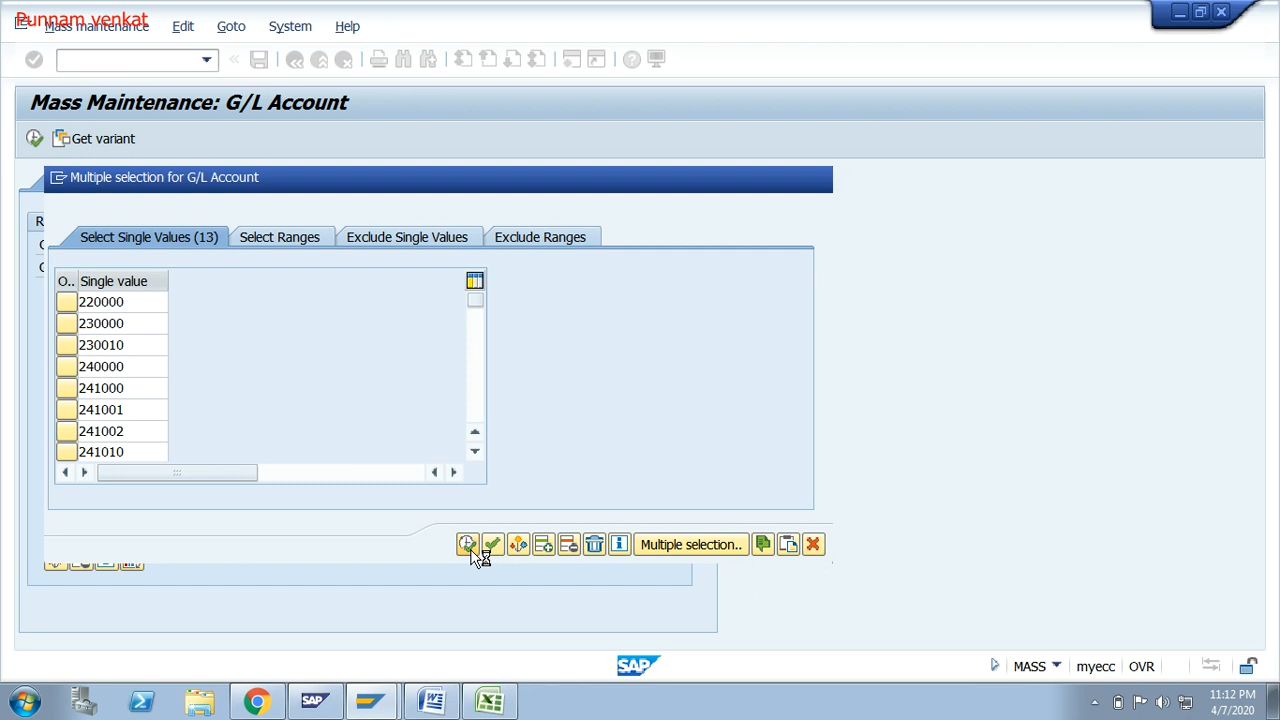 Punnam venkat
Mass maintenance Edit Goto System Help
Mass Maintenance: G/L Account
Get variant
Multiple selection for G/L Account
Select Single Values (13) Select Ranges Exclude Single Values Exclude Ranges
O.. Single value
220000
230000
230010
240000
241000
241001
241002
241010
Multiple selection..
SAP
MASS myecc OVR
SAP
11:12 PM
4/7/2020